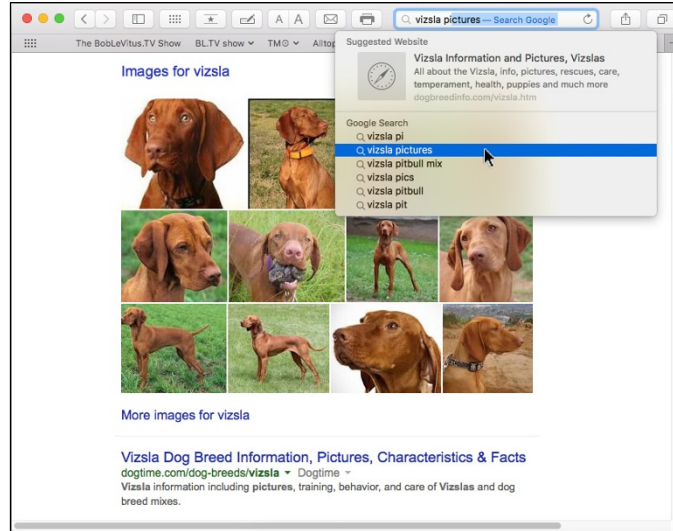 vizsla pictures — Search Google
The BobLeVitus.TV Show BL.TV show TM☉ Alltop
Suggested Website
Vizsla Information and Pictures, Vizslas
All about the Vizsla, info, pictures, rescues, care,
temperament, health, puppies and much more
dogbreedinfo.com/vizsla.htm
Google Search
vizsla pi
vizsla pictures
vizsla pitbull mix
vizsla pics
vizsla pitbull
vizsla pit
Images for vizsla
More images for vizsla
Vizsla Dog Breed Information, Pictures, Characteristics & Facts
dogtime.com/dog-breeds/vizsla Dogtime
Vizsla information including pictures, training, behavior, and care of Vizslas and dog
breed mixes.